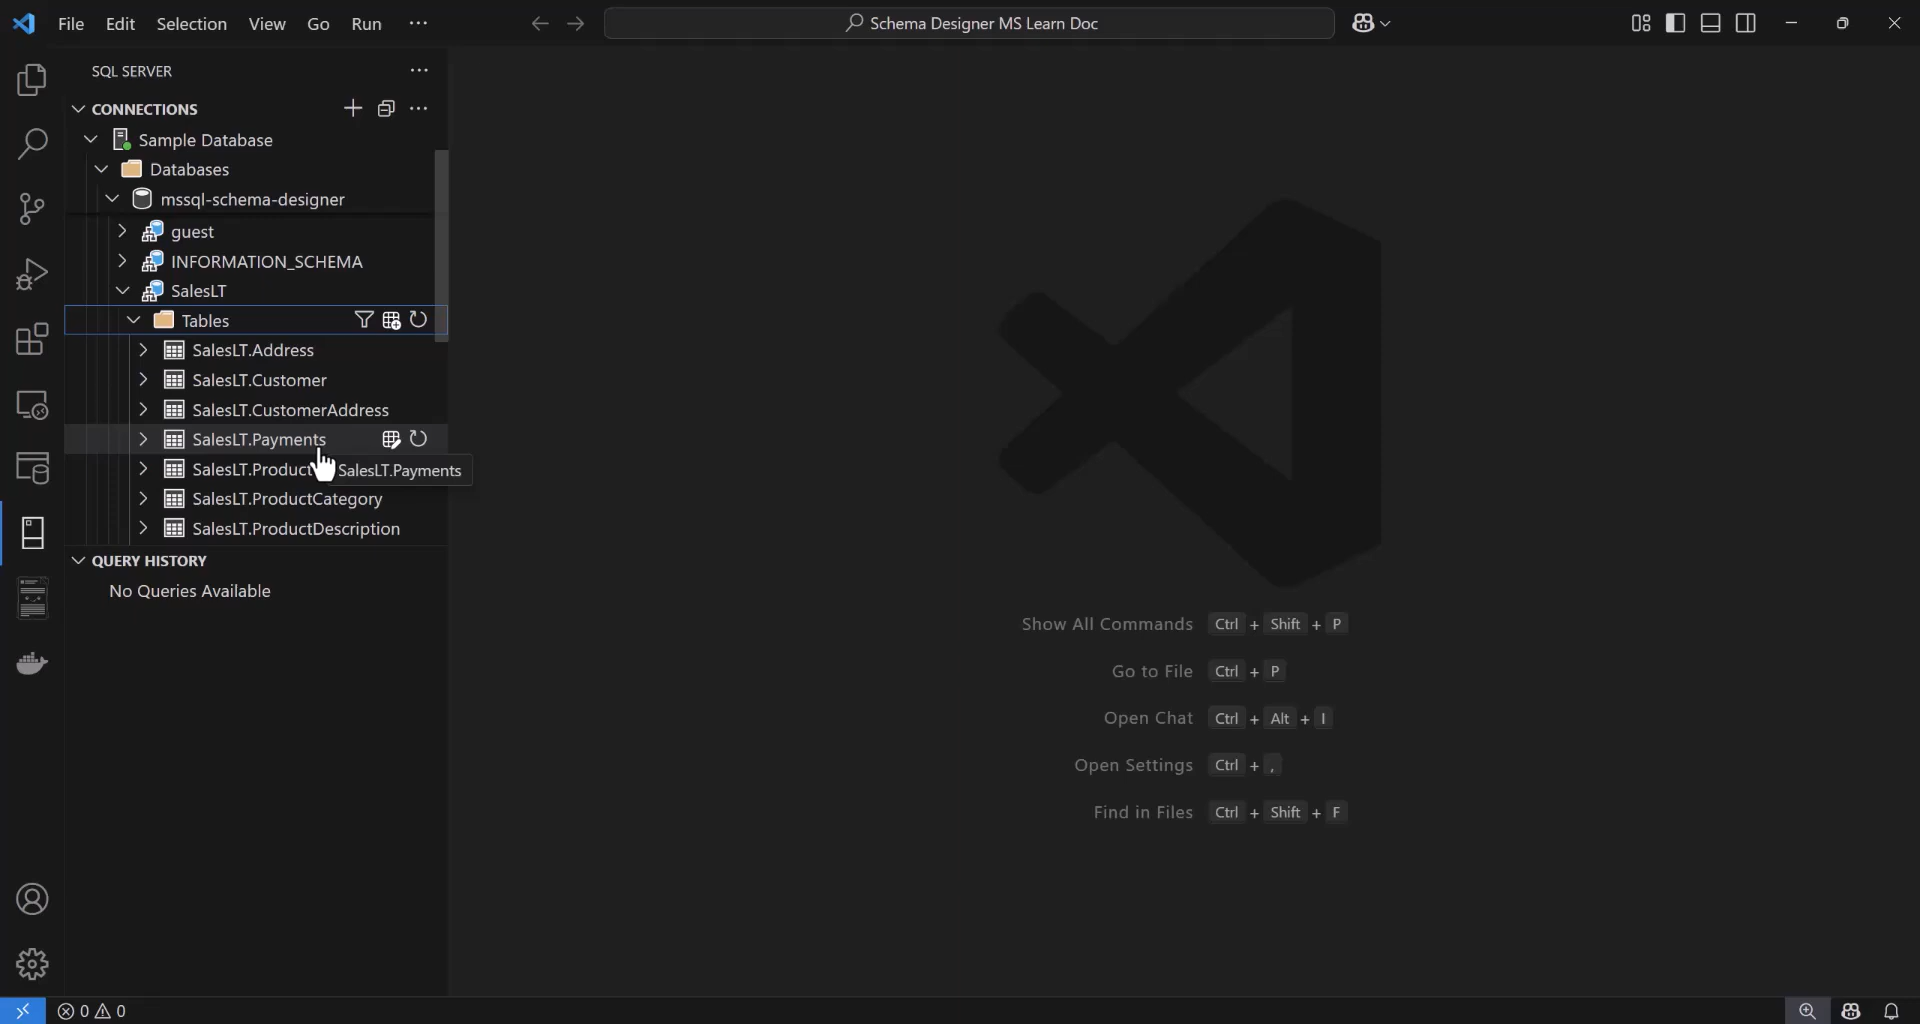 File Edit Selection View Go Run ···
Schema Designer MS Learn Doc
SQL SERVER
CONNECTIONS
Sample Database
Databases
mssql-schema-designer
guest
INFORMATION_SCHEMA
SalesLT
Tables
SalesLT.Address
SalesLT.Customer
SalesLT.CustomerAddress
SalesLT.Payments
SalesLT.Product
SalesLT.Payments
SalesLT.ProductCategory
SalesLT.ProductDescription
QUERY HISTORY
No Queries Available
Show All Commands Ctrl + Shift + P
Go to File Ctrl + P
Open Chat Ctrl + Alt + I
Open Settings Ctrl + ,
Find in Files Ctrl + Shift + F
0 0